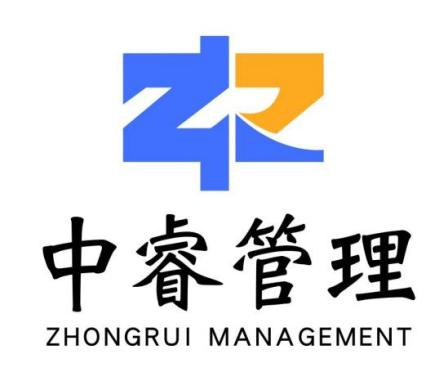 中睿管理
ZHONGRUI MANAGEMENT